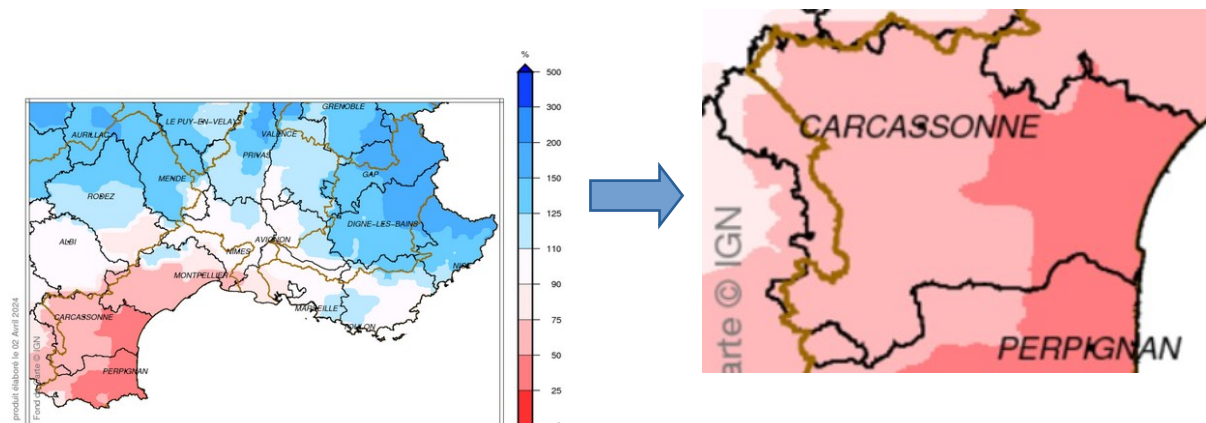 %
500
300
200
150
125
110
90
75
50
25
GRENOBLE
LE PUY-EN-VELAY
AURILLAC
VALENCE
PRIVAS
MENDE
GAP
RODEZ
DIGNE-LES-BAINS
ALBI
AVIGNON
NIMES
NICE
MONTPELLIER
MARSEILLE
TOULON
CARCASSONNE
PERPIGNAN
produit élaboré le 02 Avril 2024
Fond de carte © IGN
CARCASSONNE
PERPIGNAN
arte © IGN